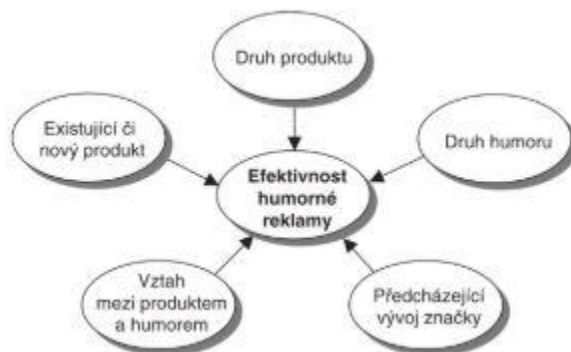 Druh produktu
Existující či
nový produkt
Druh humoru
Efektivnost
humorné
reklamy
Vztah
mezi produktem
a humorem
Předcházející
vývoj značky